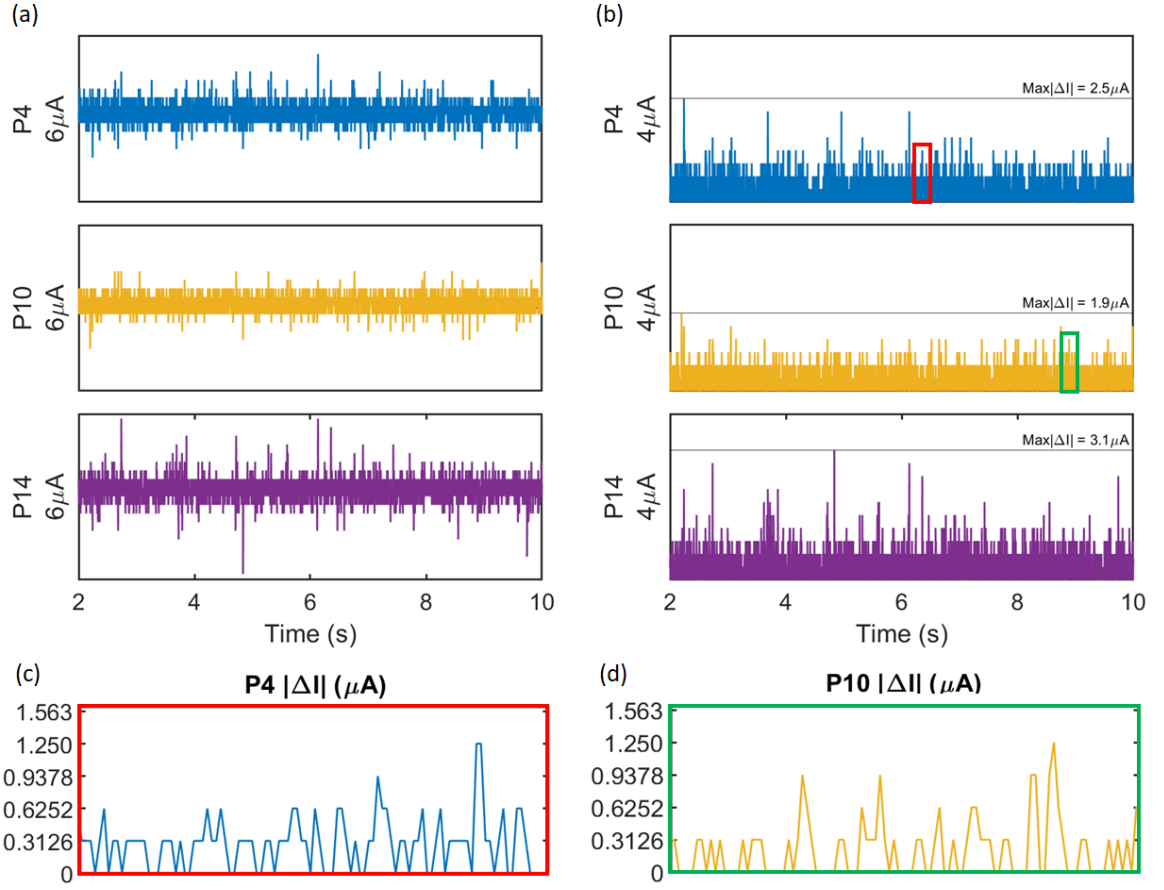 (a)
(b)
P4
6μA
P10
6μA
P14
6μA
2
4
6
8
10
Time (s)
P4
4μA
Max|ΔI| = 2.5μA
P10
4μA
Max|ΔI| = 1.9μA
P14
4μA
Max|ΔI| = 3.1μA
2
4
6
8
10
Time (s)
(c)
P4 |ΔI| (μA)
1.563
1.250
0.9378
0.6252
0.3126
0
(d)
P10 |ΔI| (μA)
1.563
1.250
0.9378
0.6252
0.3126
0